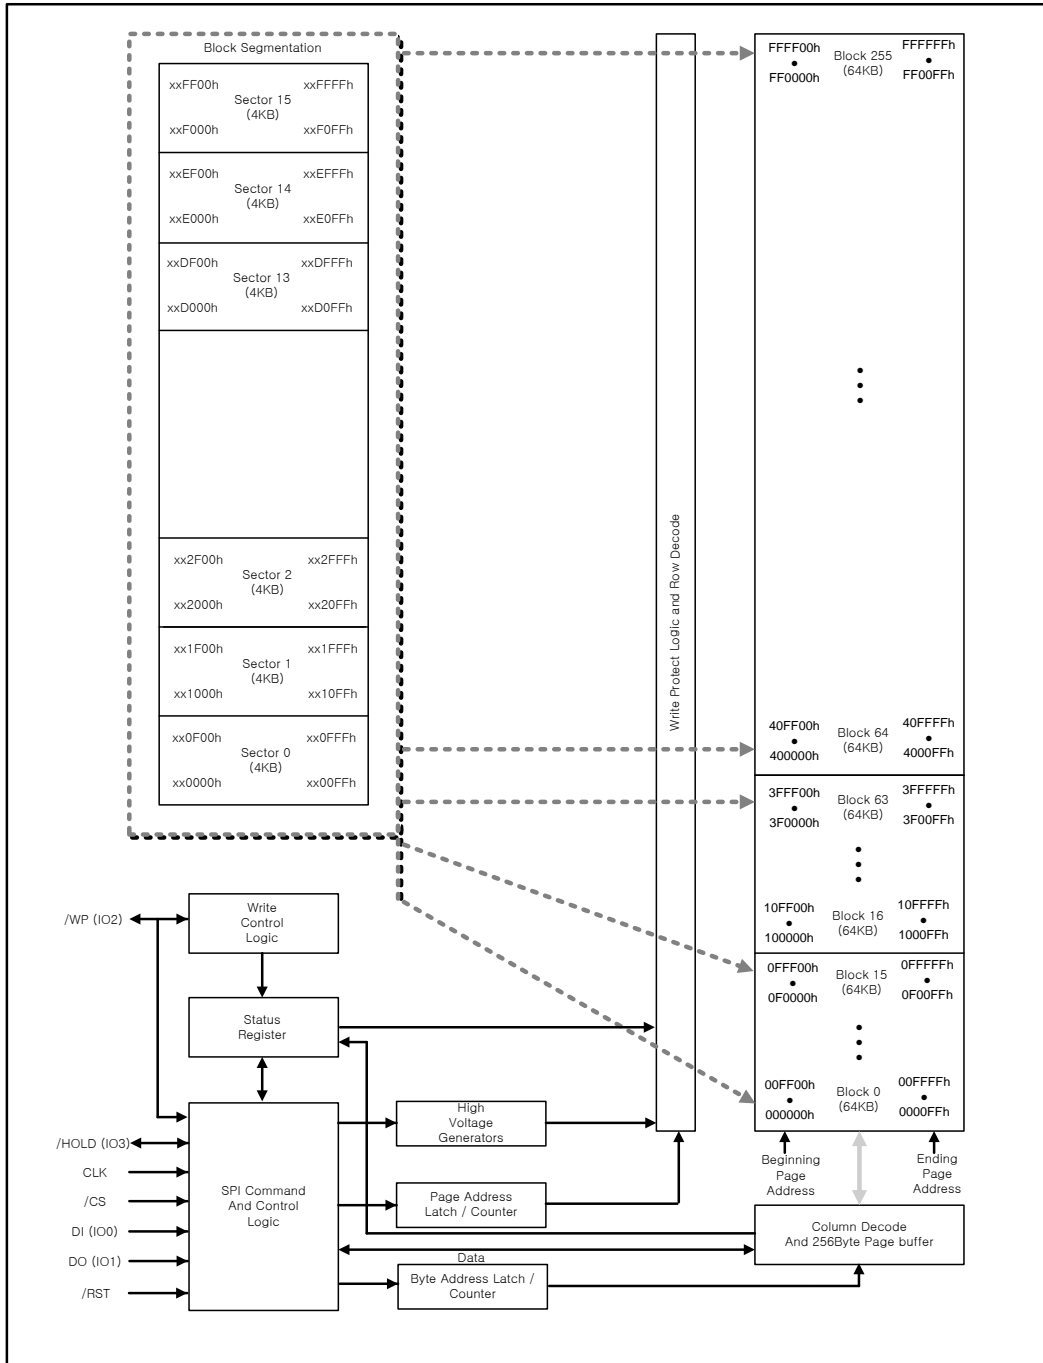 Block Segmentation
xxFF00h xxFFFFh
Sector 15
(4KB)
xxF000h xxF0FFh
xxEF00h xxEFFFh
Sector 14
(4KB)
xxE000h xxE0FFh
xxDF00h xxDFFFh
Sector 13
(4KB)
xxD000h xxD0FFh
xx2F00h xx2FFFh
Sector 2
(4KB)
xx2000h xx20FFh
xx1F00h xx1FFFh
Sector 1
(4KB)
xx1000h xx10FFh
xx0F00h xx0FFFh
Sector 0
(4KB)
xx0000h xx00FFh
Write Protect Logic and Row Decode
FFFF00h Block 255 FFFFFFh
(64KB)
FF0000h FF00FFh
40FF00h Block 64 40FFFFh
(64KB)
400000h 4000FFh
3FFF00h Block 63 3FFFFFh
(64KB)
3F0000h 3F00FFh
10FF00h Block 16 10FFFFh
(64KB)
100000h 1000FFh
0FFF00h Block 15 0FFFFFh
(64KB)
0F0000h 0F00FFh
00FF00h Block 0 00FFFFh
(64KB)
000000h 0000FFh
Beginning
Page
Address
Ending
Page
Address
/WP (IO2)
Write
Control
Logic
Status
Register
/HOLD (IO3)
CLK
/CS
DI (IO0)
DO (IO1)
/RST
SPI Command
And Control
Logic
High
Voltage
Generators
Page Address
Latch / Counter
Data
Byte Address Latch /
Counter
Column Decode
And 256Byte Page buffer